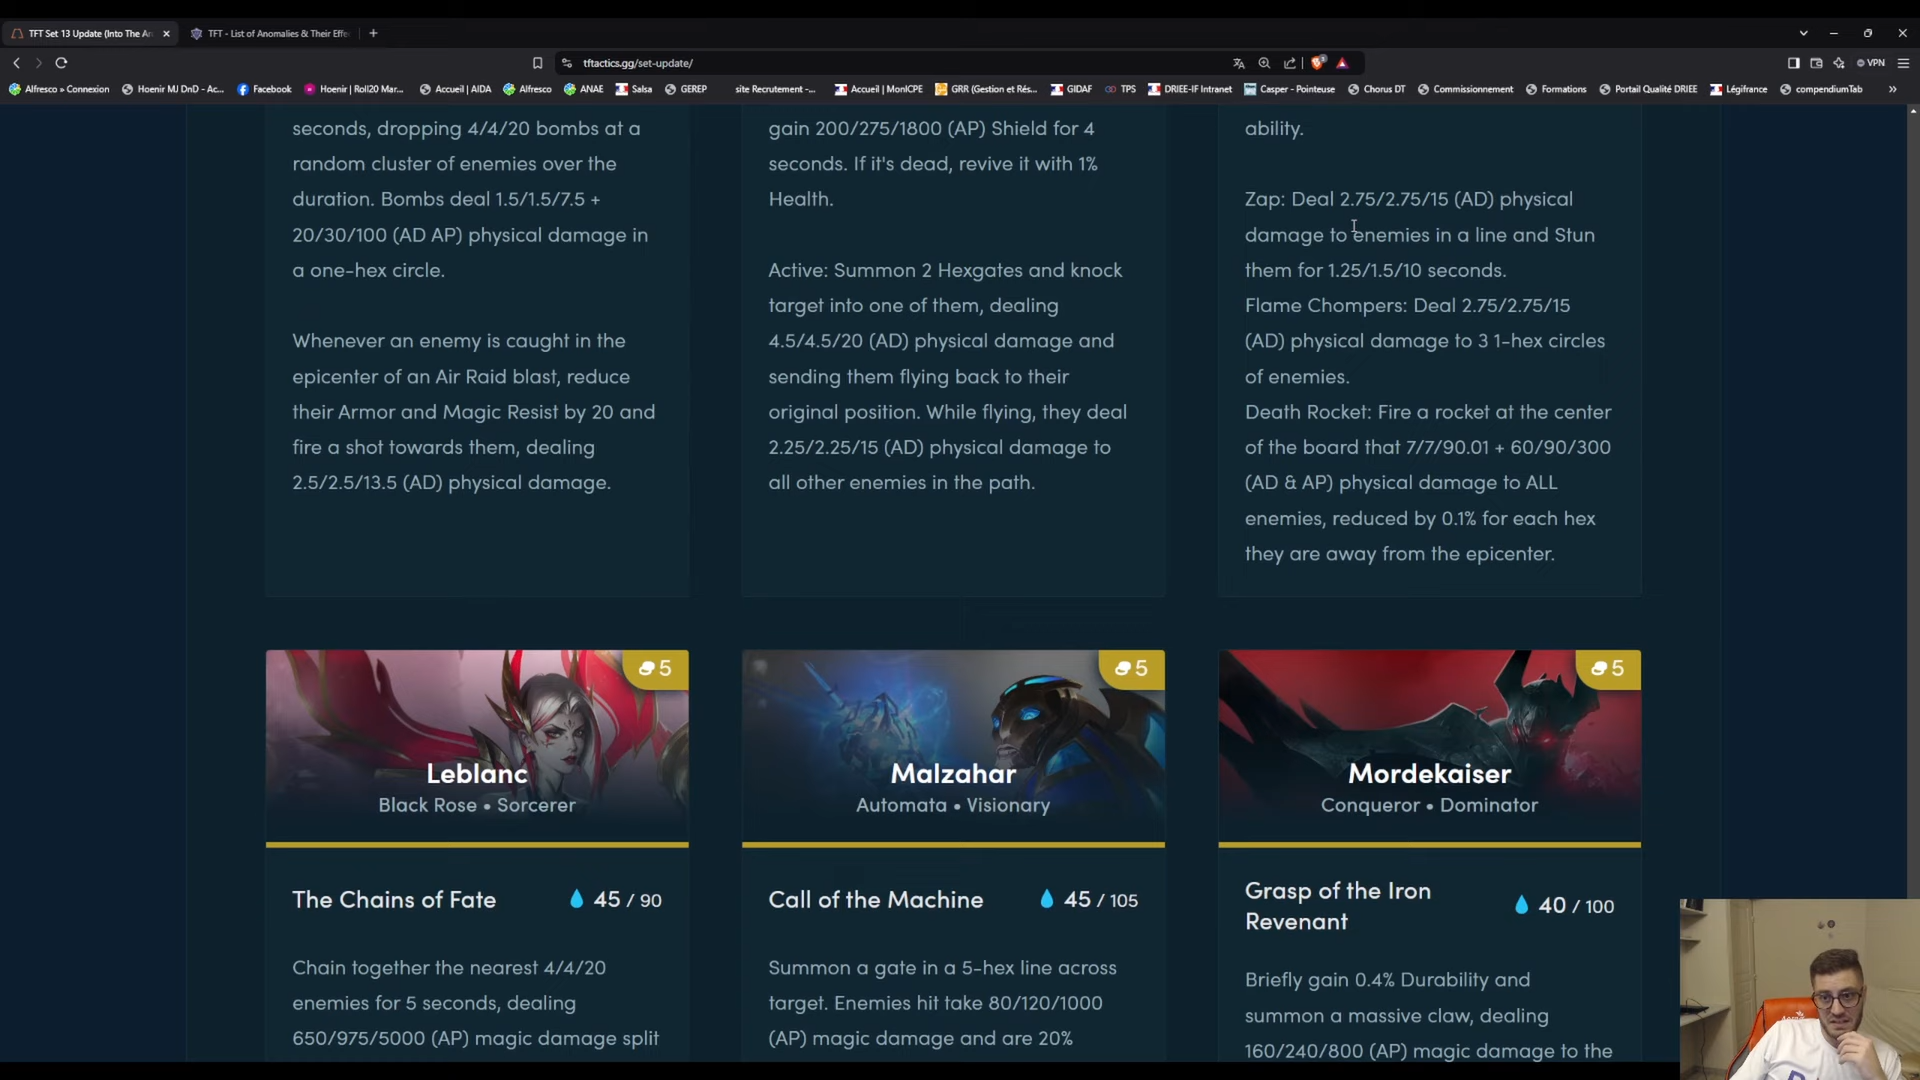 TFT Set 13 Update (Into The Ar
TFT - List of Anomalies & Their Effe
tftactics.gg/set-update/
VPN
Alfresco » Connexion
Hoenir MJ DnD - Ac...
Facebook
Hoenir | Roll20 Mar...
Accueil | AIDA
Alfresco
ANAE
Salsa
GEREP
site Recrutement -...
Accueil | MonICPE
GRR (Gestion et Rés...
GIDAF
TPS
DRIEE-IF Intranet
Casper - Pointeuse
Chorus DT
Commissionnement
Formations
Portail Qualité DRIEE
Légifrance
compendiumTab
seconds, dropping 4/4/20 bombs at a
random cluster of enemies over the
duration. Bombs deal 1.5/1.5/7.5 +
20/30/100 (AD AP) physical damage in
a one-hex circle.
Whenever an enemy is caught in the
epicenter of an Air Raid blast, reduce
their Armor and Magic Resist by 20 and
fire a shot towards them, dealing
2.5/2.5/13.5 (AD) physical damage.
gain 200/275/1800 (AP) Shield for 4
seconds. If it's dead, revive it with 1%
Health.
Active: Summon 2 Hexgates and knock
target into one of them, dealing
4.5/4.5/20 (AD) physical damage and
sending them flying back to their
original position. While flying, they deal
2.25/2.25/15 (AD) physical damage to
all other enemies in the path.
ability.
Zap: Deal 2.75/2.75/15 (AD) physical
damage to enemies in a line and Stun
them for 1.25/1.5/10 seconds.
Flame Chompers: Deal 2.75/2.75/15
(AD) physical damage to 3 1-hex circles
of enemies.
Death Rocket: Fire a rocket at the center
of the board that 7/7/90.01 + 60/90/300
(AD & AP) physical damage to ALL
enemies, reduced by 0.1% for each hex
they are away from the epicenter.
5
Leblanc
Black Rose • Sorcerer
The Chains of Fate
45 / 90
Chain together the nearest 4/4/20
enemies for 5 seconds, dealing
650/975/5000 (AP) magic damage split
5
Malzahar
Automata • Visionary
Call of the Machine
45 / 105
Summon a gate in a 5-hex line across
target. Enemies hit take 80/120/1000
(AP) magic damage and are 20%
5
Mordekaiser
Conqueror • Dominator
Grasp of the Iron
Revenant
40 / 100
Briefly gain 0.4% Durability and
summon a massive claw, dealing
160/240/800 (AP) magic damage to the